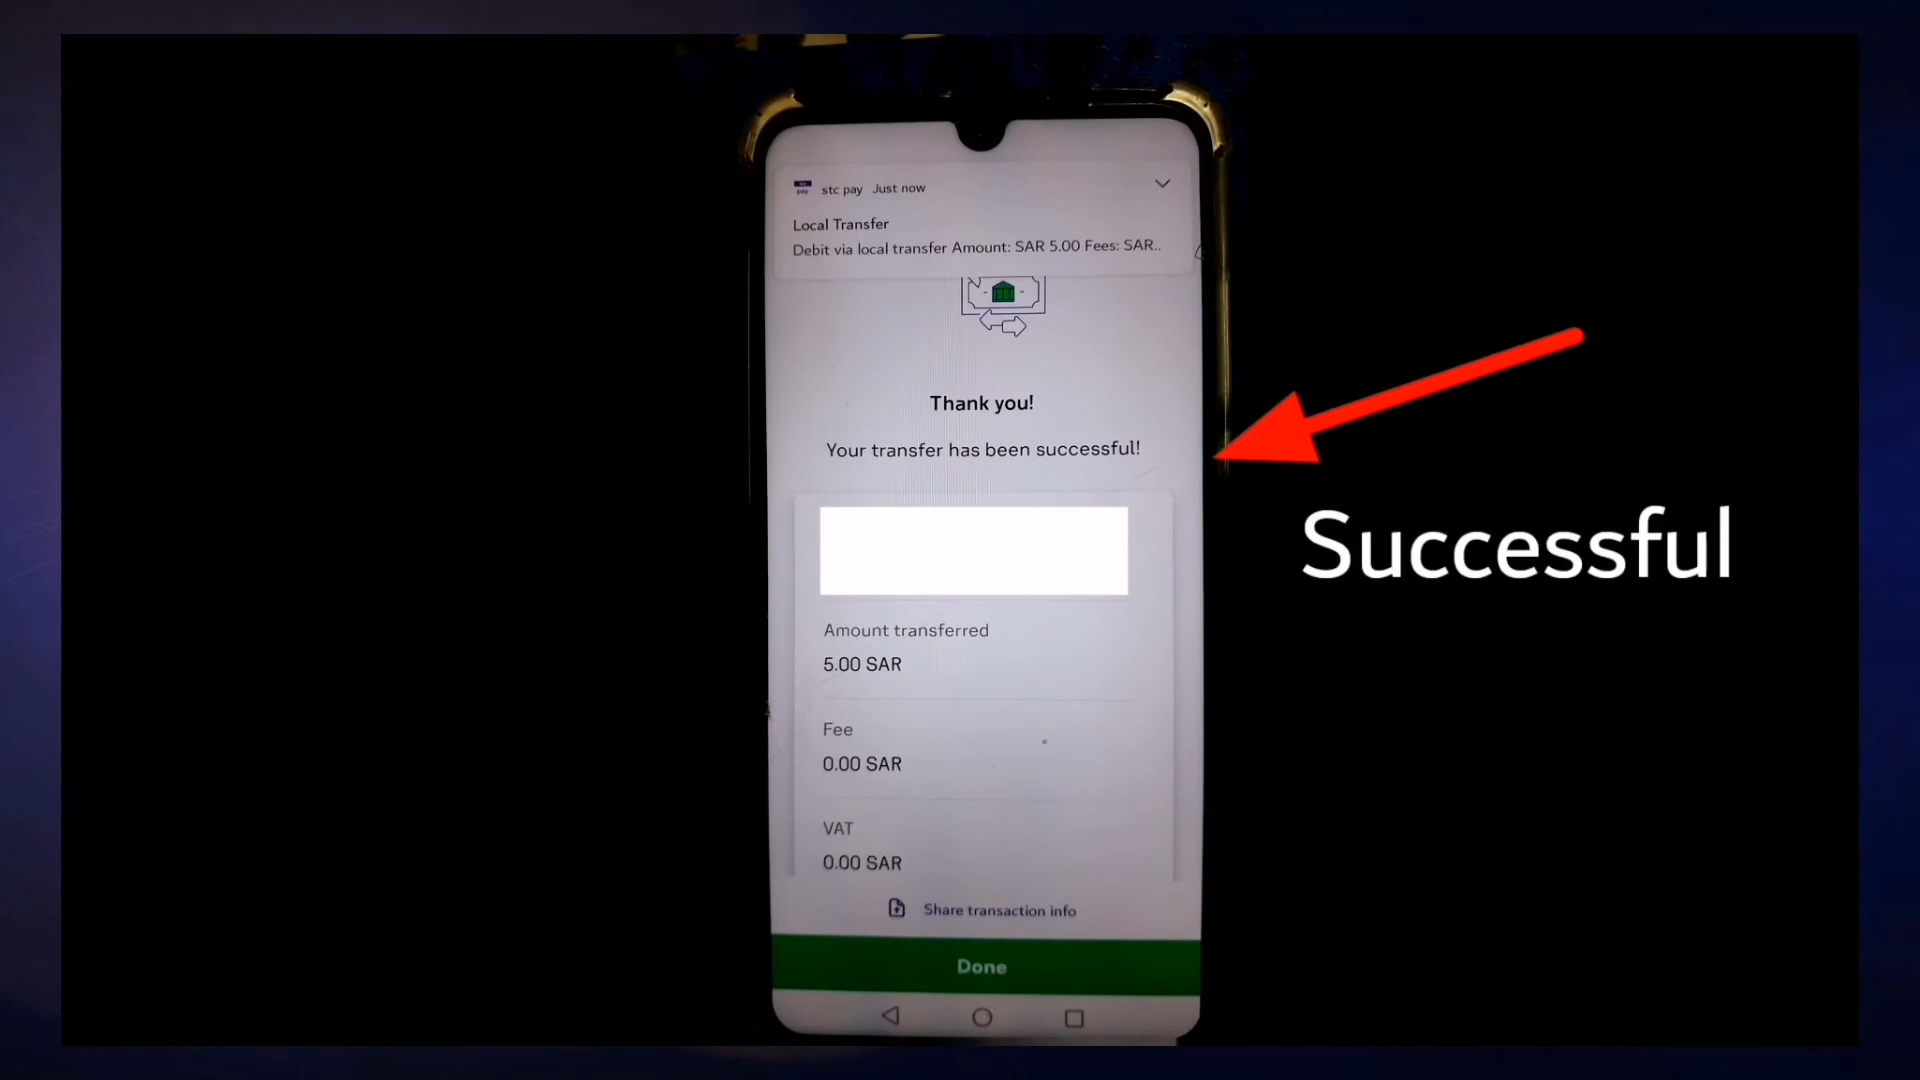 stc pay Just now
Local Transfer
Debit via local transfer Amount: SAR 5.00 Fees: SAR..
Thank you!
Your transfer has been successful!
Successful
Amount transferred
5.00 SAR
Fee
0.00 SAR
VAT
0.00 SAR
Share transaction info
Done